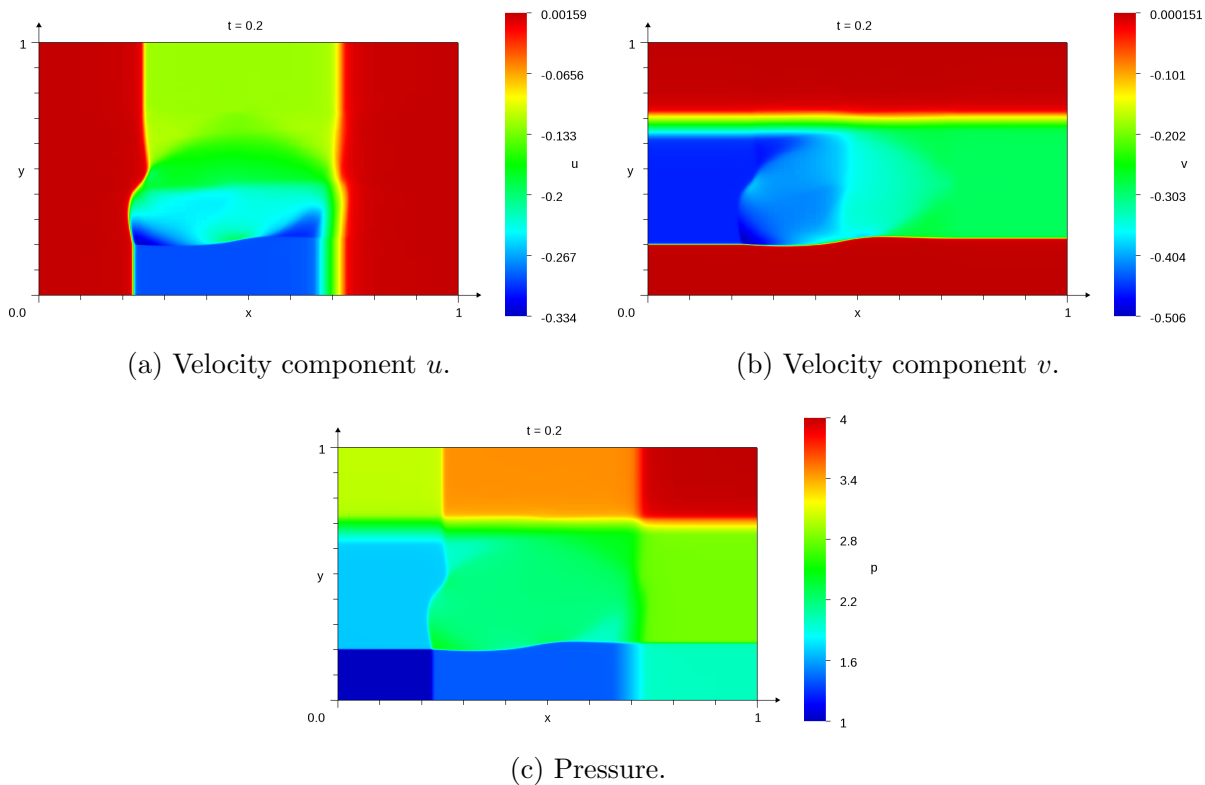 t = 0.2
1
y
0.0
x
1
0.00159
-0.0656
-0.133
u
-0.2
-0.267
-0.334
(a) Velocity component u.
t = 0.2
1
y
0.0
x
1
0.000151
-0.101
-0.202
v
-0.303
-0.404
-0.506
(b) Velocity component v.
t = 0.2
1
y
0.0
x
1
4
3.4
2.8
p
2.2
1.6
1
(c) Pressure.